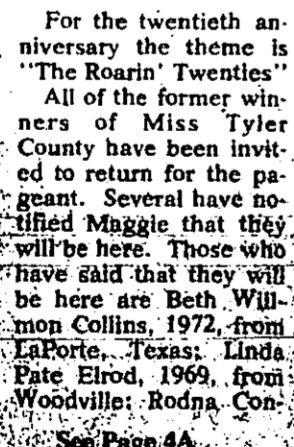 For the twentieth an-
niversary the theme is
"The Roarin' Twenties"
All of the former win-
ners of Miss Tyler
County have been invit-
ed to return for the pa-
geant. Several have no-
tified Maggie that they
will be here. Those who
have said that they will
be here are Beth Will-
mon Collins, 1972, from
LaPorte, Texas; Linda
Pate Elrod, 1969, from
Woodville; Rodna Con-
See Page 4A